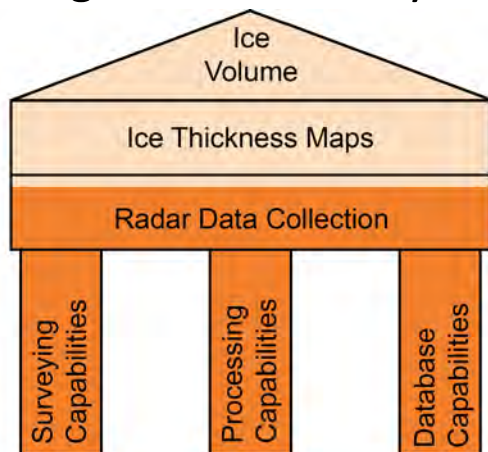 Ice
Volume
Ice Thickness Maps
Radar Data Collection
Surveying
Capabilities
Processing
Capabilities
Database
Capabilities